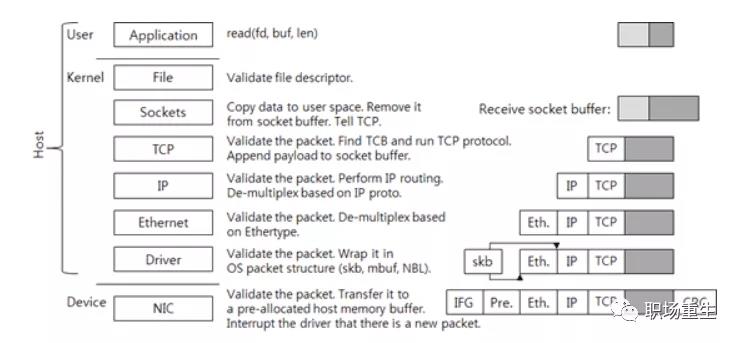 User Application read(fd, buf, len)
Kernel File Validate file descriptor.
Sockets Copy data to user space. Remove it
from socket buffer. Tell TCP. Receive socket buffer:
Host
TCP Validate the packet. Find TCB and run TCP protocol.
Append payload to socket buffer. TCP
IP Validate the packet. Perform IP routing.
De-multiplex based on IP proto. IP TCP
Ethernet Validate the packet. De-multiplex based
on Ethertype. Eth. IP TCP
Driver Validate the packet. Wrap it in
OS packet structure (skb, mbuf, NBL). skb Eth. IP TCP
Device NIC Validate the packet. Transfer it to
a pre-allocated host memory buffer. IFG Pre. Eth. IP TCP CRC
Interrupt the driver that there is a new packet.
职场重生